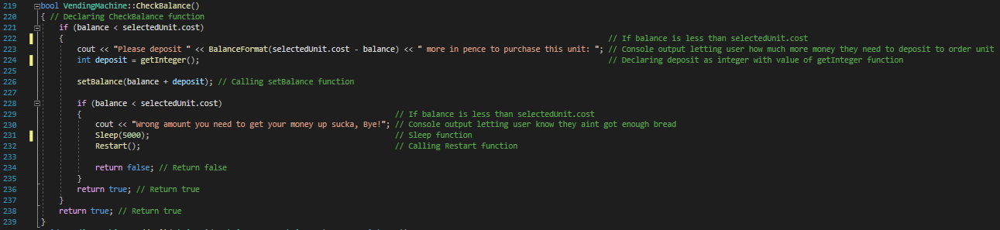 219 bool VendingMachine::CheckBalance()
220 { // Declaring CheckBalance function
221 if (balance < selectedUnit.cost)
222 { // If balance is less than selectedUnit.cost
223 cout << "Please deposit " << BalanceFormat(selectedUnit.cost - balance) << " more in pence to purchase this unit: "; // Console output letting user how much more money they need to deposit to order unit
224 int deposit = getInteger(); // Declaring deposit as integer with value of getInteger function
225
226 setBalance(balance + deposit); // Calling setBalance function
227
228 if (balance < selectedUnit.cost)
229 { // If balance is less than selectedUnit.cost
230 cout << "Wrong amount you need to get your money up sucka, Bye!"; // Console output letting user know they aint got enough bread
231 Sleep(5000); // Sleep function
232 Restart(); // Calling Restart function
233
234 return false; // Return false
235 }
236 return true; // Return true
237 }
238 return true; // Return true
239 }